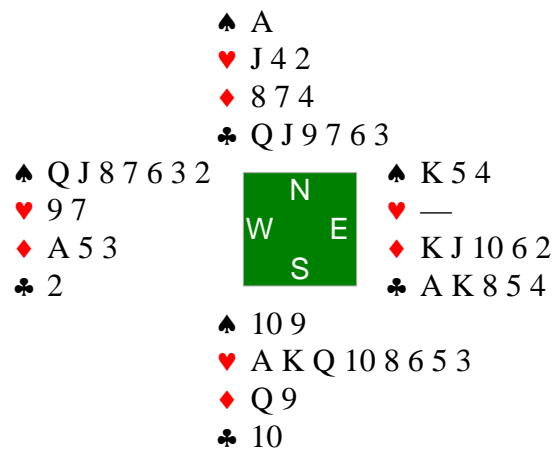 ♠ A
♥ J 4 2
♦ 8 7 4
♣ Q J 9 7 6 3
♠ Q J 8 7 6 3 2
♥ 9 7
♦ A 5 3
♣ 2
N
W E
S
♠ K 5 4
♥ —
♦ K J 10 6 2
♣ A K 8 5 4
♠ 10 9
♥ A K Q 10 8 6 5 3
♦ Q 9
♣ 10